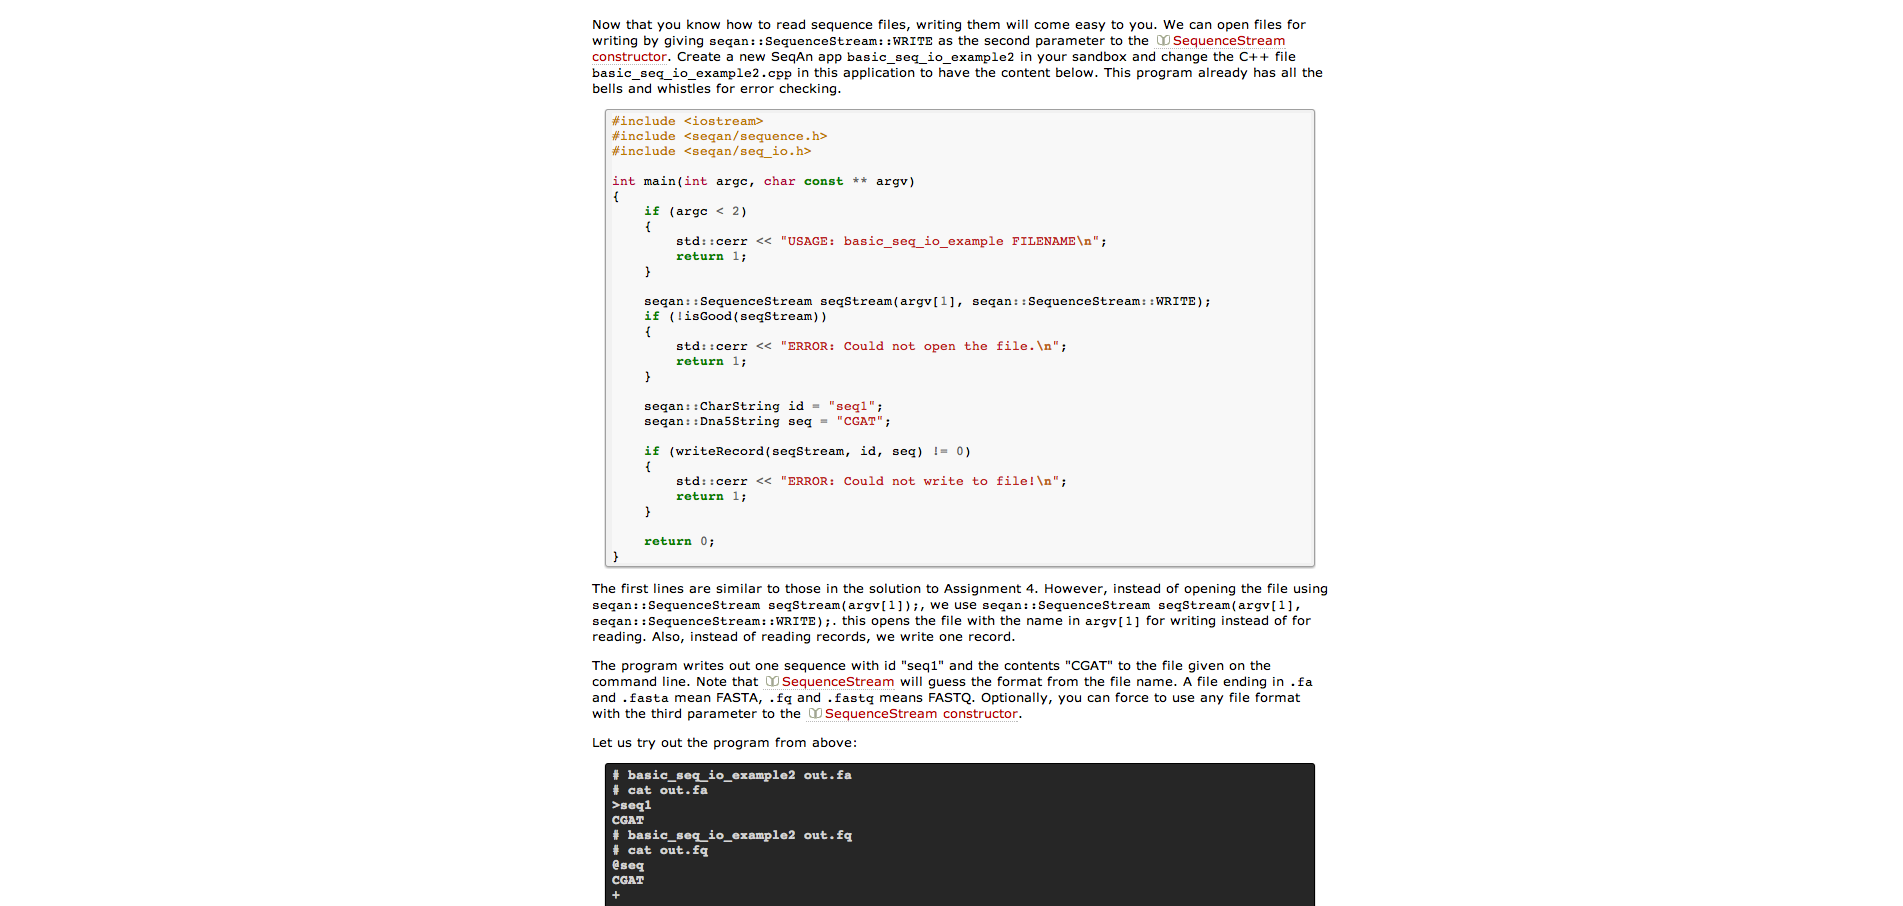 Now that you know how to read sequence files, writing them will come easy to you. We can open files for
writing by giving seqan::SequenceStream::WRITE as the second parameter to the SequenceStream
constructor. Create a new SeqAn app basic_seq_io_example2 in your sandbox and change the C++ file
basic_seq_io_example2.cpp in this application to have the content below. This program already has all the
bells and whistles for error checking.
#include <iostream>
#include <seqan/sequence.h>
#include <seqan/seq_io.h>
int main(int argc, char const ** argv)
{
    if (argc < 2)
    {
        std::cerr << "USAGE: basic_seq_io_example FILENAME\n";
        return 1;
    }
    seqan::SequenceStream seqStream(argv[1], seqan::SequenceStream::WRITE);
    if (!isGood(seqStream))
    {
        std::cerr << "ERROR: Could not open the file.\n";
        return 1;
    }
    seqan::CharString id = "seq1";
    seqan::Dna5String seq = "CGAT";
    if (writeRecord(seqStream, id, seq) != 0)
    {
        std::cerr << "ERROR: Could not write to file!\n";
        return 1;
    }
    return 0;
}
The first lines are similar to those in the solution to Assignment 4. However, instead of opening the file using
seqan::SequenceStream seqStream(argv[1]);, we use seqan::SequenceStream seqStream(argv[1],
seqan::SequenceStream::WRITE);. this opens the file with the name in argv[1] for writing instead of for
reading. Also, instead of reading records, we write one record.
The program writes out one sequence with id "seq1" and the contents "CGAT" to the file given on the
command line. Note that SequenceStream will guess the format from the file name. A file ending in .fa
and .fasta mean FASTA, .fq and .fastq means FASTQ. Optionally, you can force to use any file format
with the third parameter to the SequenceStream constructor.
Let us try out the program from above:
# basic_seq_io_example2 out.fa
# cat out.fa
>seq1
CGAT
# basic_seq_io_example2 out.fq
# cat out.fq
@seq
CGAT
+